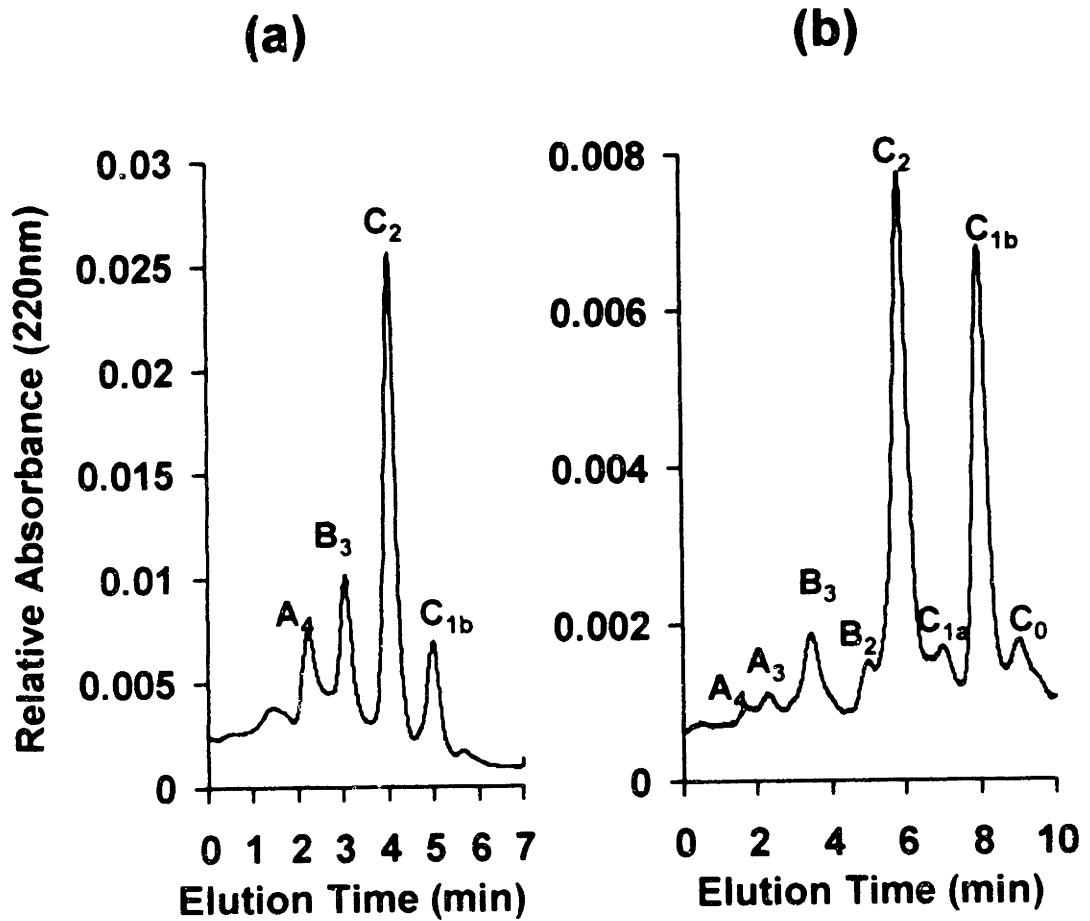 (a)
Relative Absorbance (220nm)
0.03
0.025
0.02
0.015
0.01
0.005
0
A4
B3
C2
C1b
0 1 2 3 4 5 6 7
Elution Time (min)
(b)
0.008
0.006
0.004
0.002
0
A4
A3
B3
B2
C2
C1a
C1b
C0
0 2 4 6 8 10
Elution Time (min)